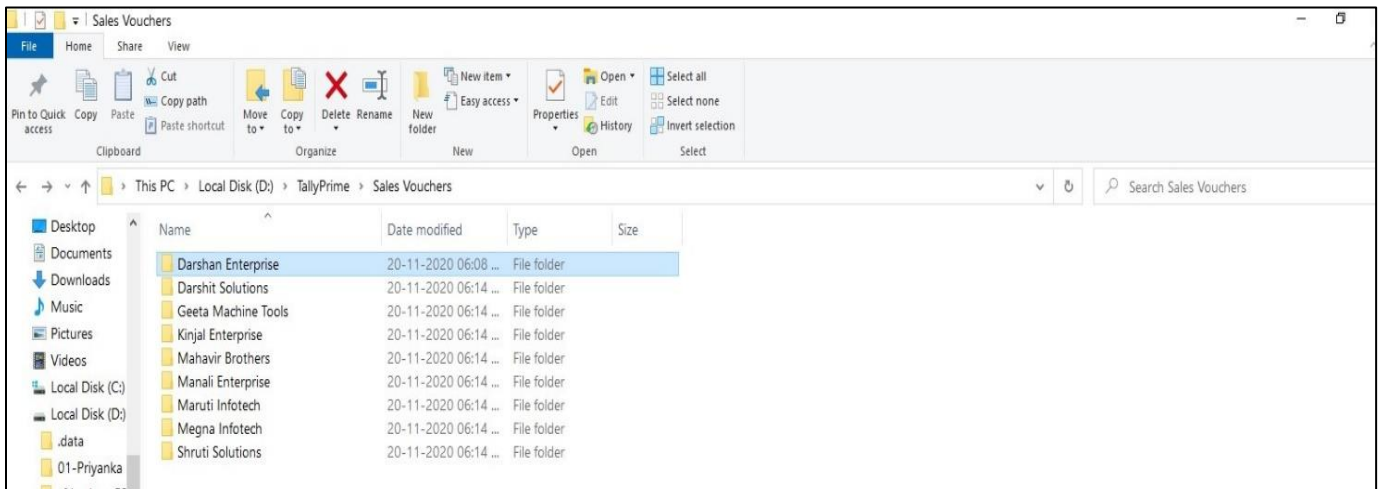 Sales Vouchers
File Home Share View
Pin to Quick access
Copy
Paste
Cut
Copy path
Paste shortcut
Move to
Copy to
Delete
Rename
New folder
New item
Easy access
Properties
Open
Edit
History
Select all
Select none
Invert selection
Clipboard Organize New Open Select
This PC > Local Disk (D:) > TallyPrime > Sales Vouchers
Search Sales Vouchers
Desktop
Documents
Downloads
Music
Pictures
Videos
Local Disk (C:)
Local Disk (D:)
.data
01-Priyanka
Name Date modified Type Size
Darshan Enterprise 20-11-2020 06:08 ... File folder
Darshit Solutions 20-11-2020 06:14 ... File folder
Geeta Machine Tools 20-11-2020 06:14 ... File folder
Kinjal Enterprise 20-11-2020 06:14 ... File folder
Mahavir Brothers 20-11-2020 06:14 ... File folder
Manali Enterprise 20-11-2020 06:14 ... File folder
Maruti Infotech 20-11-2020 06:14 ... File folder
Megna Infotech 20-11-2020 06:14 ... File folder
Shruti Solutions 20-11-2020 06:14 ... File folder